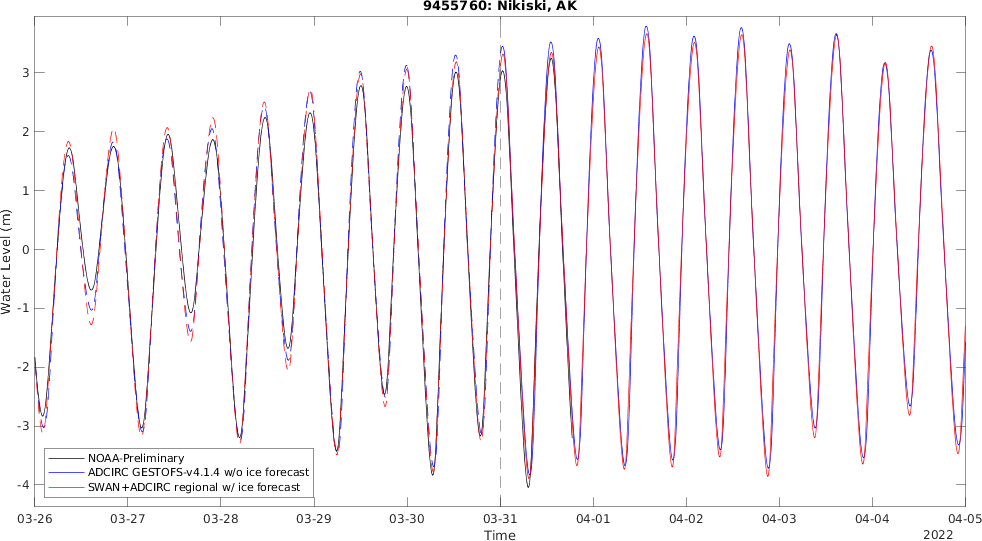 9455760: Nikiski, AK
Water Level (m)
3
2
1
0
-1
-2
-3
-4
NOAA-Preliminary
ADCIRC GESTOFS-v4.1.4 w/o ice forecast
SWAN+ADCIRC regional w/ ice forecast
03-26 03-27 03-28 03-29 03-30 03-31 04-01 04-02 04-03 04-04 04-05
Time
2022